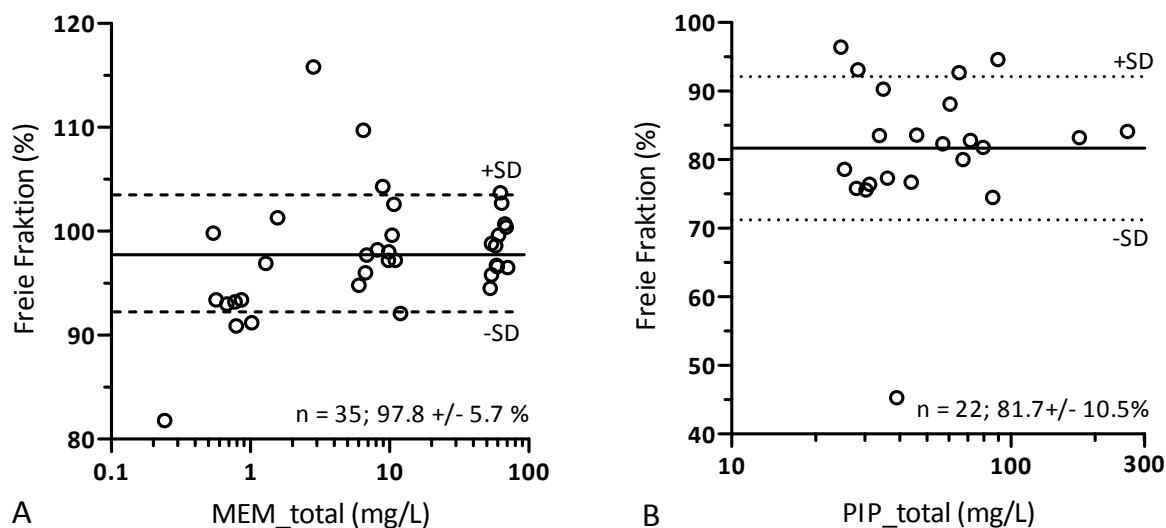 120
110
100
90
80
Freie Fraktion (%)
+SD
-SD
n = 35; 97.8 +/- 5.7 %
0.1 1 10 100
MEM_total (mg/L)
A
100
90
80
70
60
50
40
Freie Fraktion (%)
+SD
-SD
n = 22; 81.7+/- 10.5%
10 100 300
PIP_total (mg/L)
B